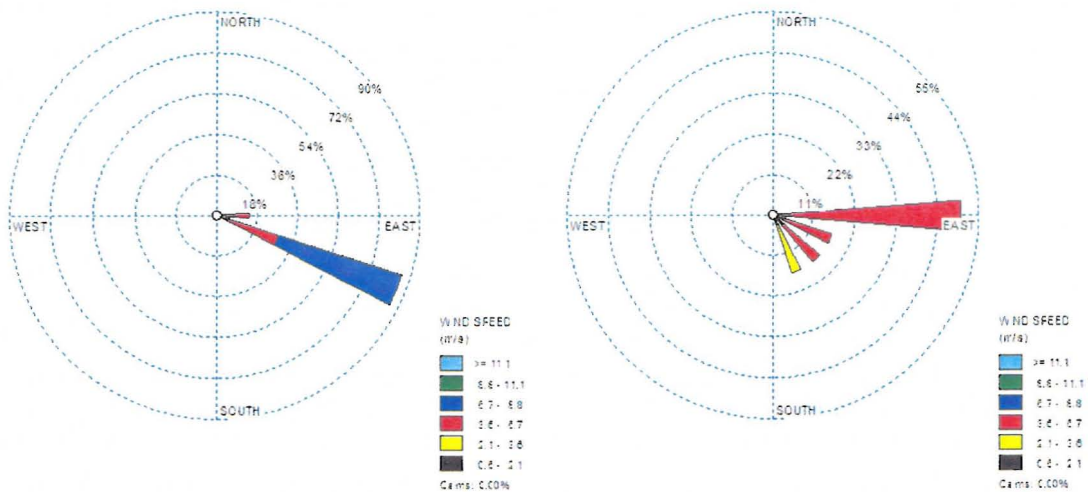 NORTH
90%
72%
54%
36%
18%
WEST
EAST
SOUTH
WIND SPEED
(m/s)
>= 11.1
8.8 - 11.1
5.7 - 8.8
3.6 - 5.7
2.1 - 3.6
0.5 - 2.1
Calms: 0.00%
NORTH
55%
44%
33%
22%
11%
WEST
EAST
SOUTH
WIND SPEED
(m/s)
>= 11.1
8.8 - 11.1
5.7 - 8.8
3.6 - 5.7
2.1 - 3.6
0.5 - 2.1
Calms: 0.00%